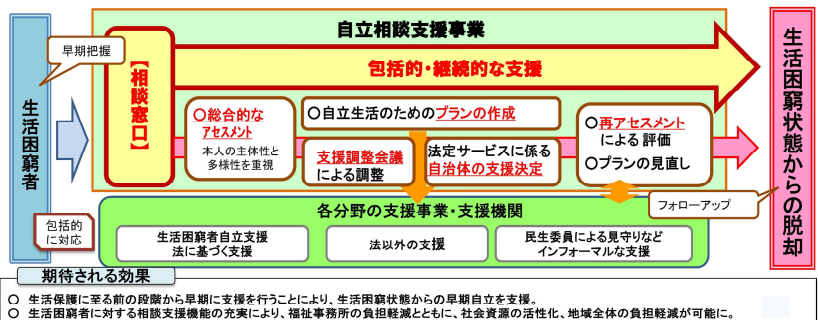 自立相談支援事業
早期把握
包括的・継続的な支援
生活困窮者
【相談窓口】
生活困窮状態からの脱却
〇総合的な
アセスメント
本人の主体性と
多様性を重視
〇自立生活のためのプランの作成
支援調整会議
による調整
法定サービスに係る
自治体の支援決定
〇再アセスメント
による評価
〇プランの見直し
フォローアップ
包括的
に対応
各分野の支援事業・支援機関
生活困窮者自立支援
法に基づく支援
法以外の支援
民生委員による見守りなど
インフォーマルな支援
期待される効果
〇 生活保護に至る前の段階から早期に支援を行うことにより、生活困窮状態からの早期自立を支援。
〇 生活困窮者に対する相談支援機能の充実により、福祉事務所の負担軽減とともに、社会資源の活性化、地域全体の負担軽減が可能に。